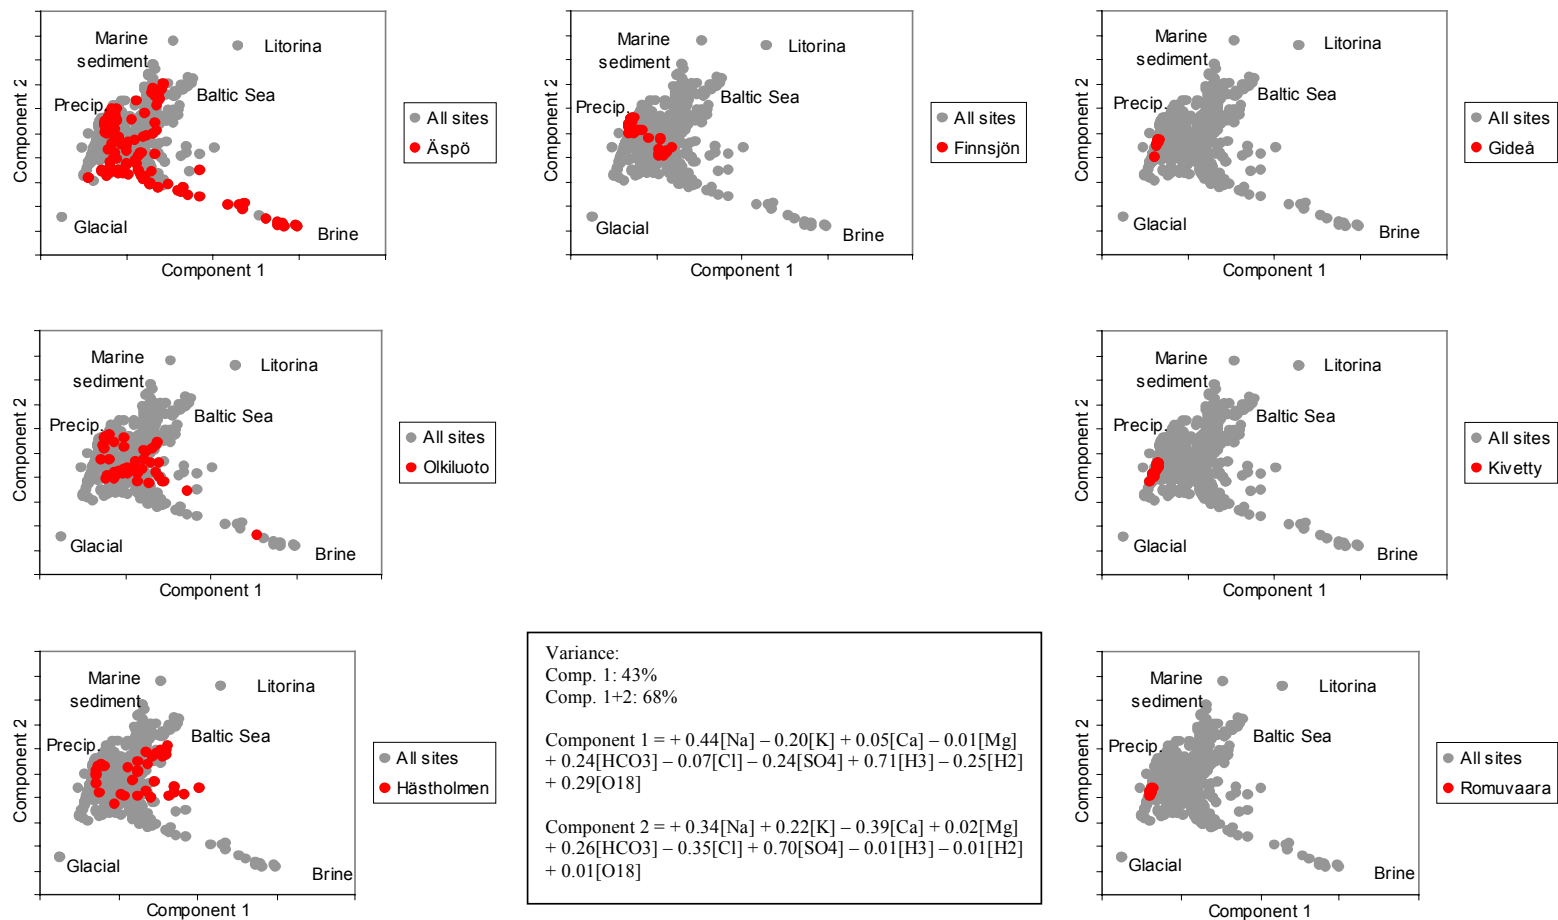 Marine
sediment
Litorina
Precip.
Baltic Sea
Glacial
Brine
Component 2
Component 1
All sites
Äspö
Marine
sediment
Litorina
Precip.
Baltic Sea
Glacial
Brine
Component 2
Component 1
All sites
Finnsjön
Marine
sediment
Litorina
Precip.
Baltic Sea
Glacial
Brine
Component 2
Component 1
All sites
Gideå
Marine
sediment
Litorina
Precip.
Baltic Sea
Glacial
Brine
Component 2
Component 1
All sites
Olkiluoto
Marine
sediment
Litorina
Precip.
Baltic Sea
Glacial
Brine
Component 2
Component 1
All sites
Kivetty
Marine
sediment
Litorina
Precip.
Baltic Sea
Glacial
Brine
Component 2
Component 1
All sites
Hästholmen
Variance:
Comp. 1: 43%
Comp. 1+2: 68%
Component 1 = + 0.44[Na] – 0.20[K] + 0.05[Ca] – 0.01[Mg]
+ 0.24[HCO3] – 0.07[Cl] – 0.24[SO4] + 0.71[H3] – 0.25[H2]
+ 0.29[O18]
Component 2 = + 0.34[Na] + 0.22[K] – 0.39[Ca] + 0.02[Mg]
+ 0.26[HCO3] – 0.35[Cl] + 0.70[SO4] – 0.01[H3] – 0.01[H2]
+ 0.01[O18]
Marine
sediment
Litorina
Precip.
Baltic Sea
Glacial
Brine
Component 2
Component 1
All sites
Romuvaara